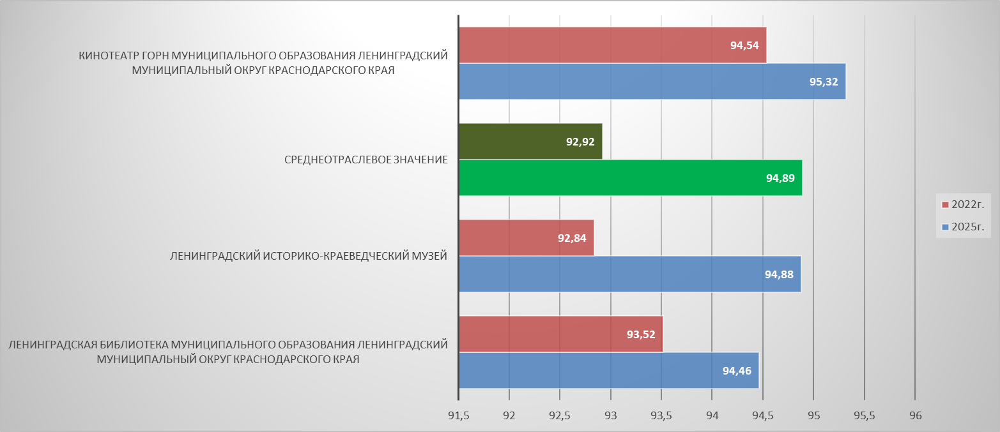 КИНОТЕАТР ГОРН МУНИЦИПАЛЬНОГО ОБРАЗОВАНИЯ ЛЕНИНГРАДСКИЙ
МУНИЦИПАЛЬНЫЙ ОКРУГ КРАСНОДАРСКОГО КРАЯ
94,54
95,32
СРЕДНЕОТРАСЛЕВОЕ ЗНАЧЕНИЕ
92,92
94,89
ЛЕНИНГРАДСКИЙ ИСТОРИКО-КРАЕВЕДЧЕСКИЙ МУЗЕЙ
92,84
94,88
ЛЕНИНГРАДСКАЯ БИБЛИОТЕКА МУНИЦИПАЛЬНОГО ОБРАЗОВАНИЯ ЛЕНИНГРАДСКИЙ
МУНИЦИПАЛЬНЫЙ ОКРУГ КРАСНОДАРСКОГО КРАЯ
93,52
94,46
2022г.
2025г.
91,5 92 92,5 93 93,5 94 94,5 95 95,5 96